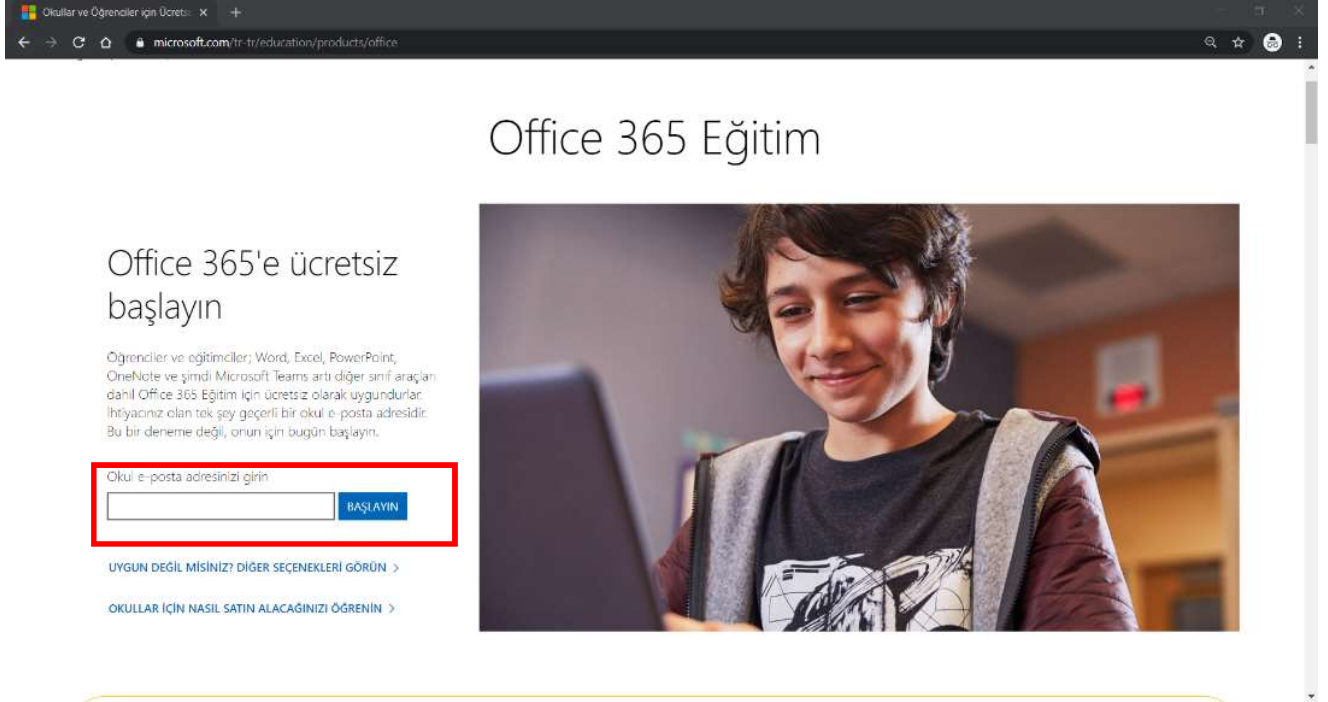 Okullar ve Öğrenciler için Ücrets
microsoft.com/tr-tr/education/products/office
Office 365 Eğitim
Office 365'e ücretsiz
başlayın
Öğrenciler ve eğitimciler; Word, Excel, PowerPoint,
OneNote ve şimdi Microsoft Teams artı diğer sınıf araçları
dahil Office 365 Eğitim için ücretsiz olarak uygundurlar.
İhtiyacınız olan tek şey geçerli bir okul e-posta adresidir.
Bu bir deneme değil, onun için bugün başlayın.
Okul e-posta adresinizi girin
BAŞLAYIN
UYGUN DEĞİL MİSİNİZ? DİĞER SEÇENEKLERİ GÖRÜN >
OKULLAR İÇİN NASIL SATIN ALACAĞINIZI ÖĞRENİN >